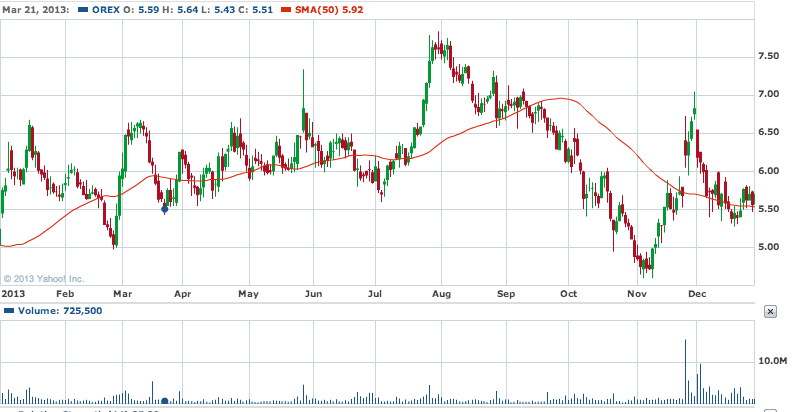 Mar 21, 2013: OREX O: 5.59 H: 5.64 L: 5.43 C: 5.51 SMA(50) 5.92
7.50
7.00
6.50
6.00
5.50
5.00
© 2013 Yahoo! Inc.
2013 Feb Mar Apr May Jun Jul Aug Sep Oct Nov Dec
Volume: 725,500
10.0M